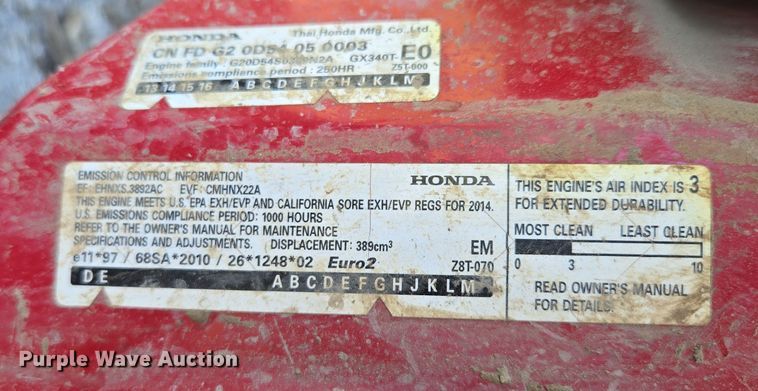 HONDA
Thai Honda Mfg. Co., Ltd.
CN FD G2 0D54 05 0003
E0
Engine family : GX340T-
Emissions compliance period : 250HR
Z5T-600
13 14 15 16 A B C D E F G H J K L M
EMISSION CONTROL INFORMATION
HONDA
EF: EHNXS.3892AC EVF: CMHNX22A
THIS ENGINE MEETS U.S. EPA EXH/EVP AND CALIFORNIA SORE EXH/EVP REGS FOR 2014.
U.S. EMISSIONS COMPLIANCE PERIOD: 1000 HOURS
REFER TO THE OWNER'S MANUAL FOR MAINTENANCE
SPECIFICATIONS AND ADJUSTMENTS. DISPLACEMENT: 389cm³
EM
e11*97 / 68SA*2010 / 26*1248*02 Euro2
Z8T-070
D E A B C D E F G H J K L M
THIS ENGINE'S AIR INDEX IS 3
FOR EXTENDED DURABILITY.
MOST CLEAN LEAST CLEAN
0 3 10
READ OWNER'S MANUAL
FOR DETAILS.
Purple Wave Auction